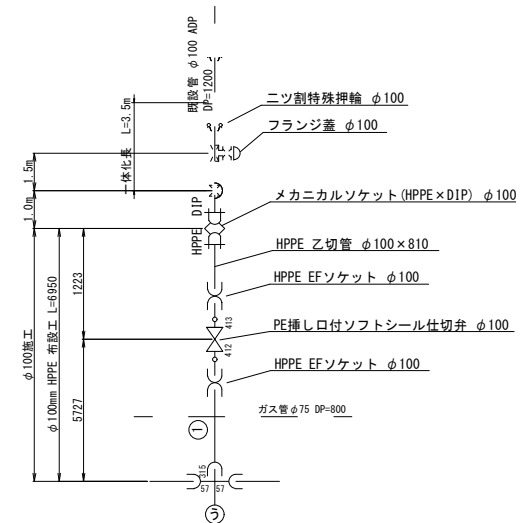 既設管 φ100 ADP
DP=1200
一体化長 L=3.5m
二ツ割特殊押輪 φ100
フランジ蓋 φ100
1.5m
1.0m
メカニカルソケット(HPPE×DIP) φ100
DIP
HPPE
HPPE 乙切管 φ100×810
HPPE EFソケット φ100
1223
413
PE挿し口付ソフトシール仕切弁 φ100
412
HPPE EFソケット φ100
φ100施工
φ100mm HPPE 布設工 L=6950
5727
ガス管φ75 DP=800
1
315
57
57
う